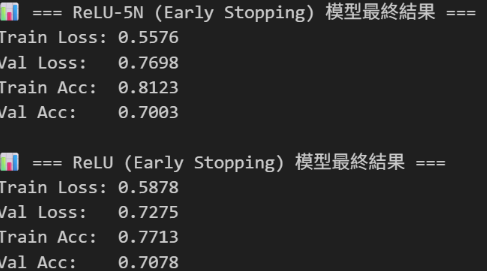 📊 === ReLU-5N (Early Stopping) 模型最終結果 ===
Train Loss: 0.5576
Val Loss:   0.7698
Train Acc:  0.8123
Val Acc:    0.7003
📊 === ReLU (Early Stopping) 模型最終結果 ===
Train Loss: 0.5878
Val Loss:   0.7275
Train Acc:  0.7713
Val Acc:    0.7078